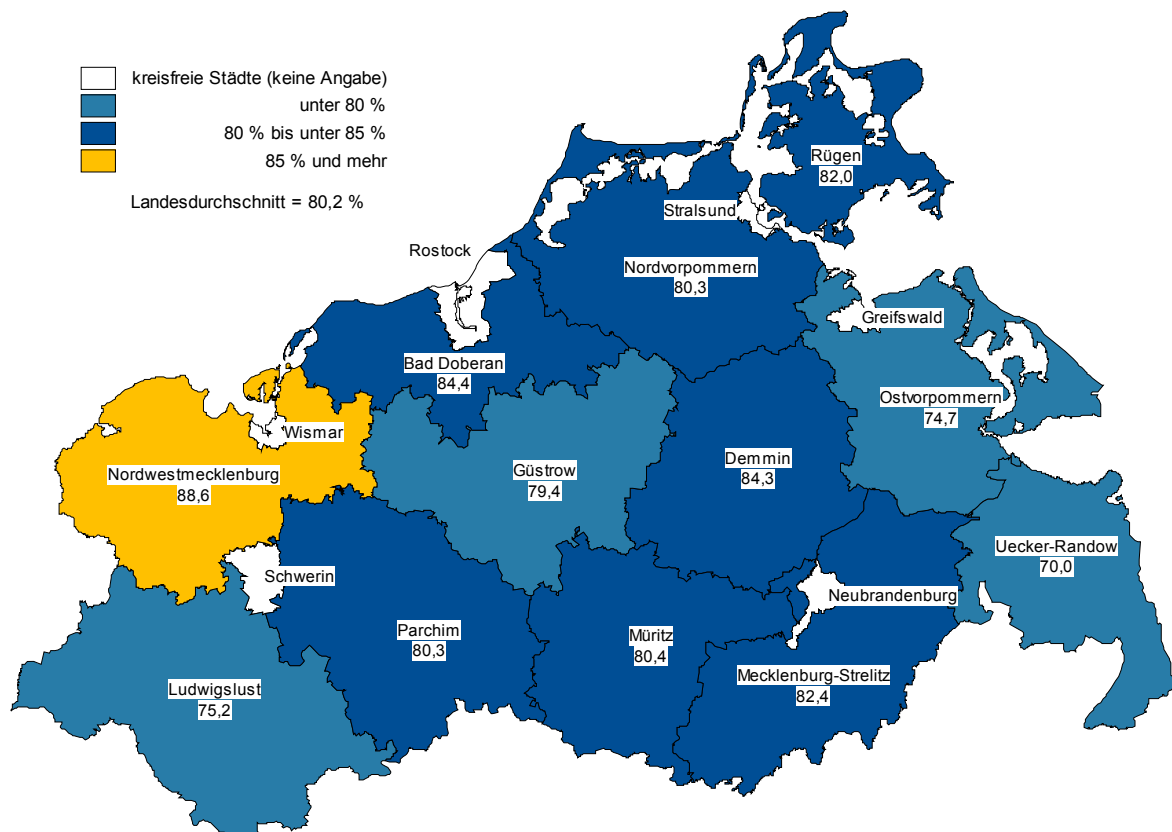 kreisfreie Städte (keine Angabe)
unter 80 %
80 % bis unter 85 %
85 % und mehr
Landesdurchschnitt = 80,2 %
Rügen
82,0
Stralsund
Rostock
Nordvorpommern
80,3
Greifswald
Bad Doberan
84,4
Ostvorpommern
74,7
Wismar
Nordwestmecklenburg
88,6
Güstrow
79,4
Demmin
84,3
Uecker-Randow
70,0
Schwerin
Neubrandenburg
Parchim
80,3
Müritz
80,4
Mecklenburg-Strelitz
82,4
Ludwigslust
75,2